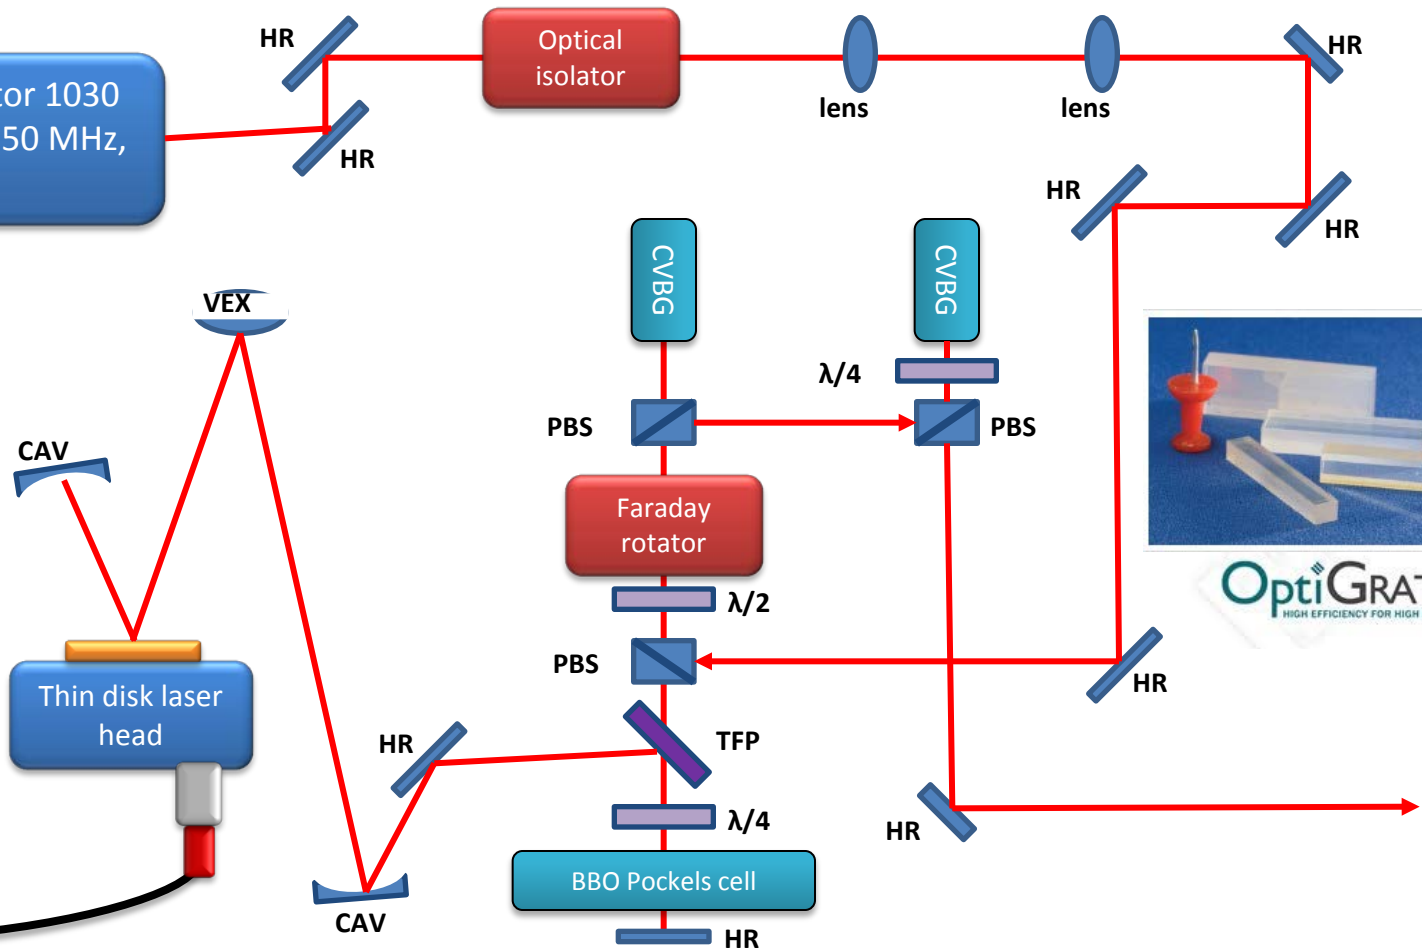 HR
Optical
isolator
HR
tor 1030
50 MHz,
lens
lens
HR
HR
HR
CVBG
CVBG
VEX
λ/4
PBS
PBS
CAV
Faraday
rotator
λ/2
OptiGRAT
HIGH EFFICIENCY FOR HIGH
PBS
HR
Thin disk laser
head
HR
TFP
λ/4
HR
BBO Pockels cell
CAV
HR